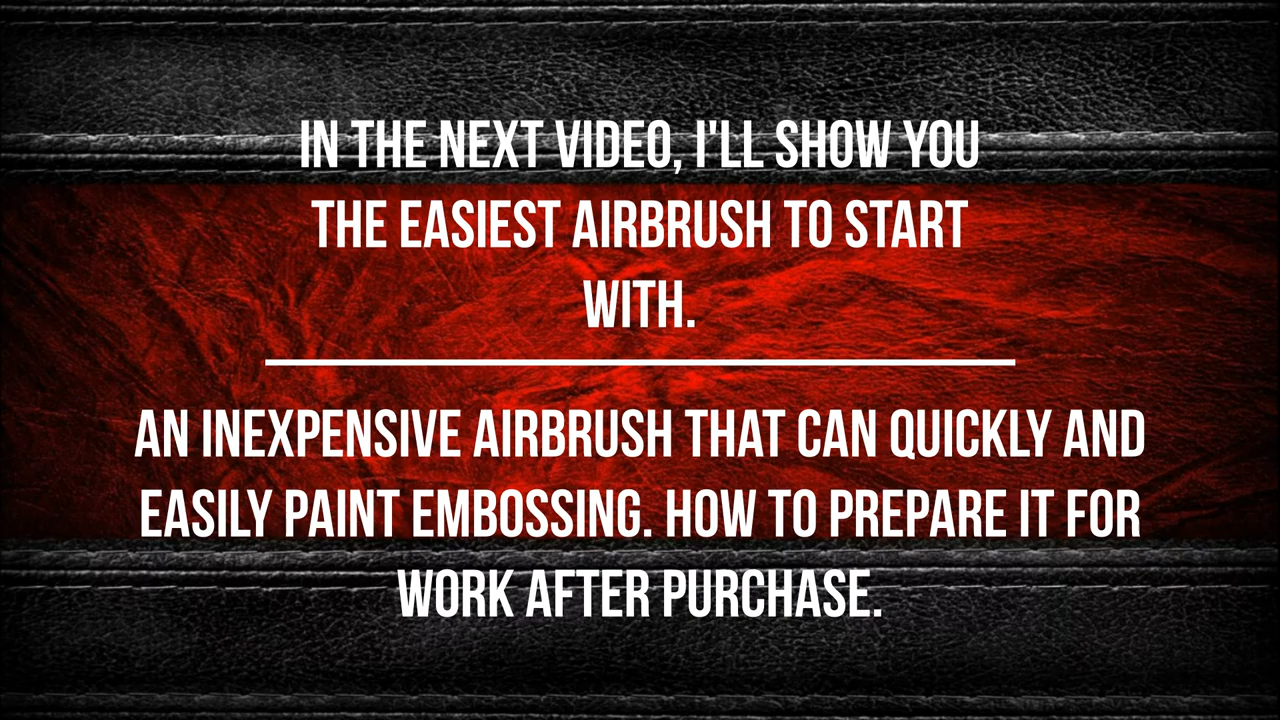 IN THE NEXT VIDEO, I'LL SHOW YOU
THE EASIEST AIRBRUSH TO START
WITH.
AN INEXPENSIVE AIRBRUSH THAT CAN QUICKLY AND
EASILY PAINT EMBOSSING. HOW TO PREPARE IT FOR
WORK AFTER PURCHASE.